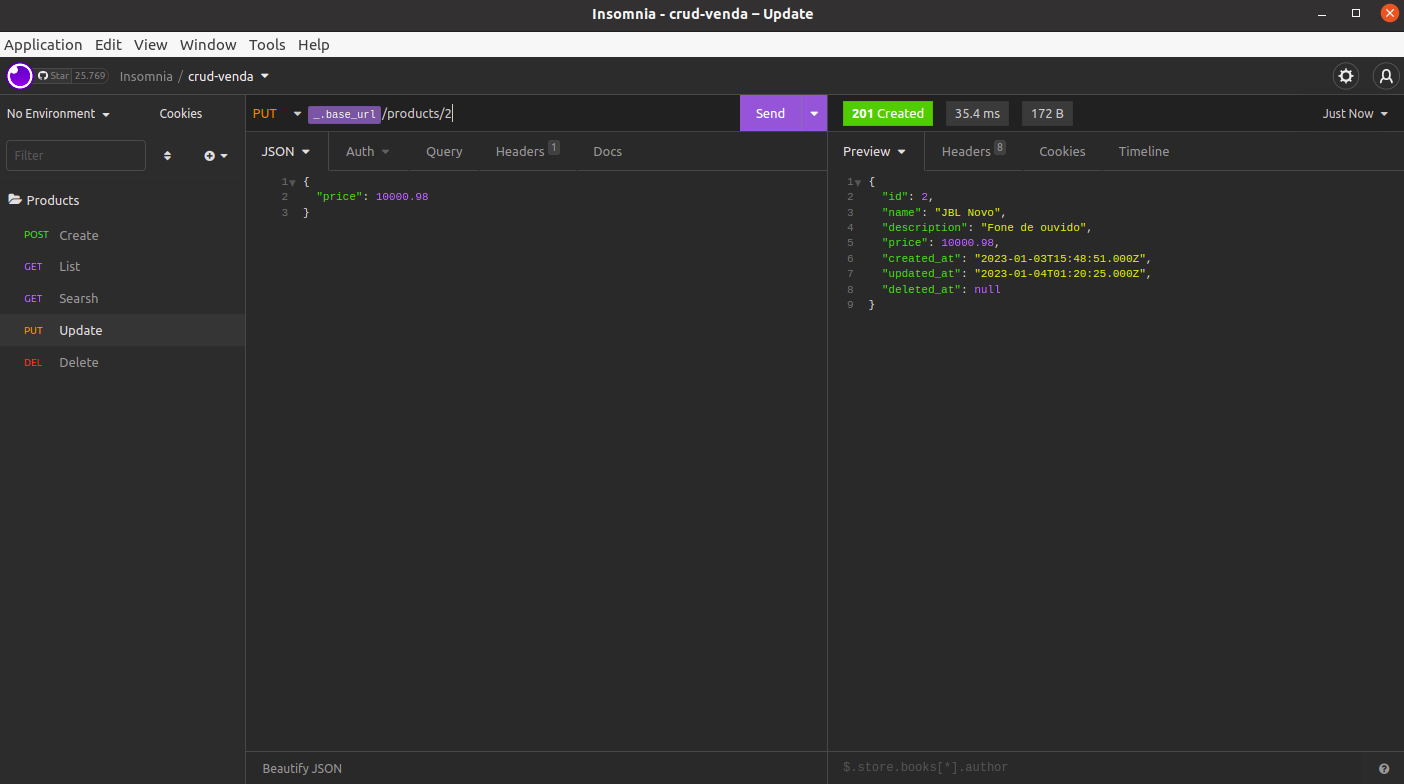 Insomnia - crud-venda – Update
Application Edit View Window Tools Help
Star 25.769 Insomnia / crud-venda
No Environment Cookies
PUT _.base_url/products/2 Send
201 Created 35.4 ms 172 B Just Now
Filter
JSON Auth Query Headers 1 Docs
Preview Headers 8 Cookies Timeline
Products
POST Create
GET List
GET Searsh
PUT Update
DEL Delete
1 {
2 "price": 10000.98
3 }
1 {
2 "id": 2,
3 "name": "JBL Novo",
4 "description": "Fone de ouvido",
5 "price": 10000.98,
6 "created_at": "2023-01-03T15:48:51.000Z",
7 "updated_at": "2023-01-04T01:20:25.000Z",
8 "deleted_at": null
9 }
Beautify JSON
$.store.books[*].author